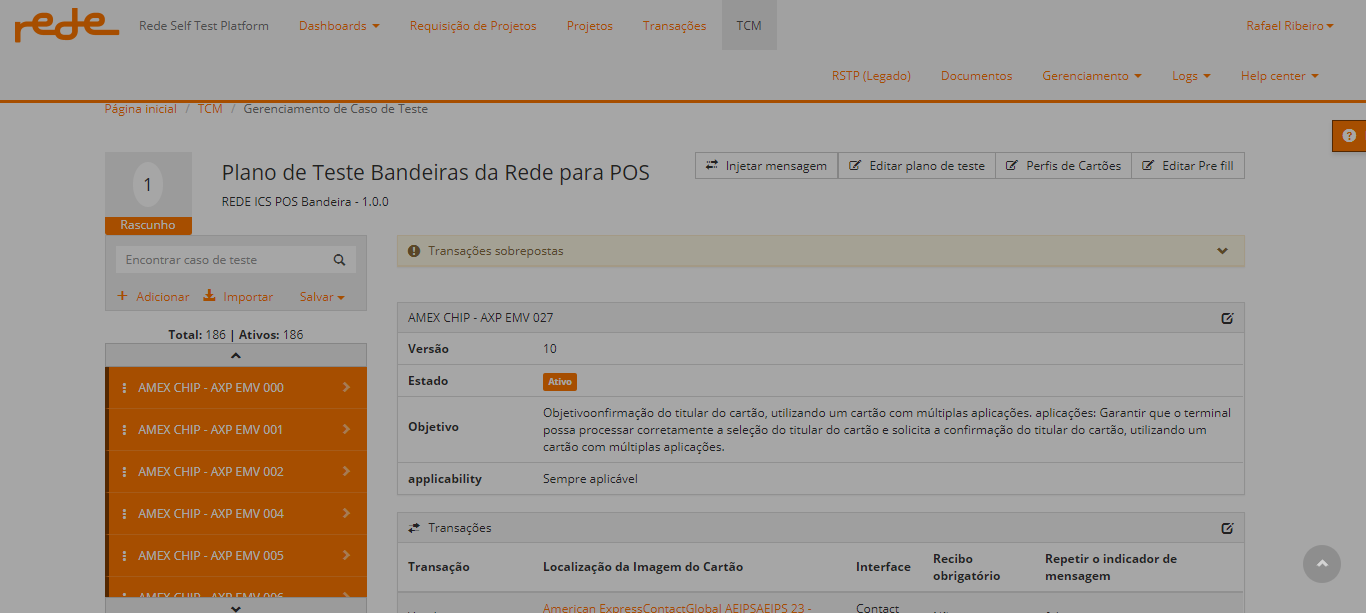 rede
Rede Self Test Platform
Dashboards
Requisição de Projetos
Projetos
Transações
TCM
Rafael Ribeiro
RSTP (Legado)
Documentos
Gerenciamento
Logs
Help center
Página inicial / TCM / Gerenciamento de Caso de Teste
1
Rascunho
Plano de Teste Bandeiras da Rede para POS
REDE ICS POS Bandeira - 1.0.0
Injetar mensagem
Editar plano de teste
Perfis de Cartões
Editar Pre fill
Encontrar caso de teste
Adicionar
Importar
Salvar
Total: 186 | Ativos: 186
AMEX CHIP - AXP EMV 000
AMEX CHIP - AXP EMV 001
AMEX CHIP - AXP EMV 002
AMEX CHIP - AXP EMV 004
AMEX CHIP - AXP EMV 005
AMEX CHIP - AXP EMV 006
Transações sobrepostas
AMEX CHIP - AXP EMV 027
Versão 10
Estado Ativo
Objetivo
Objetivoonfirmação do titular do cartão, utilizando um cartão com múltiplas aplicações. aplicações: Garantir que o terminal
possa processar corretamente a seleção do titular do cartão e solicita a confirmação do titular do cartão, utilizando um
cartão com múltiplas aplicações.
applicability Sempre aplicável
Transações
Transação
Localização da Imagem do Cartão
Interface
Recibo
obrigatório
Repetir o indicador de
mensagem
American ExpressContactGlobal AEIPSAEIPS 23 -
Contact